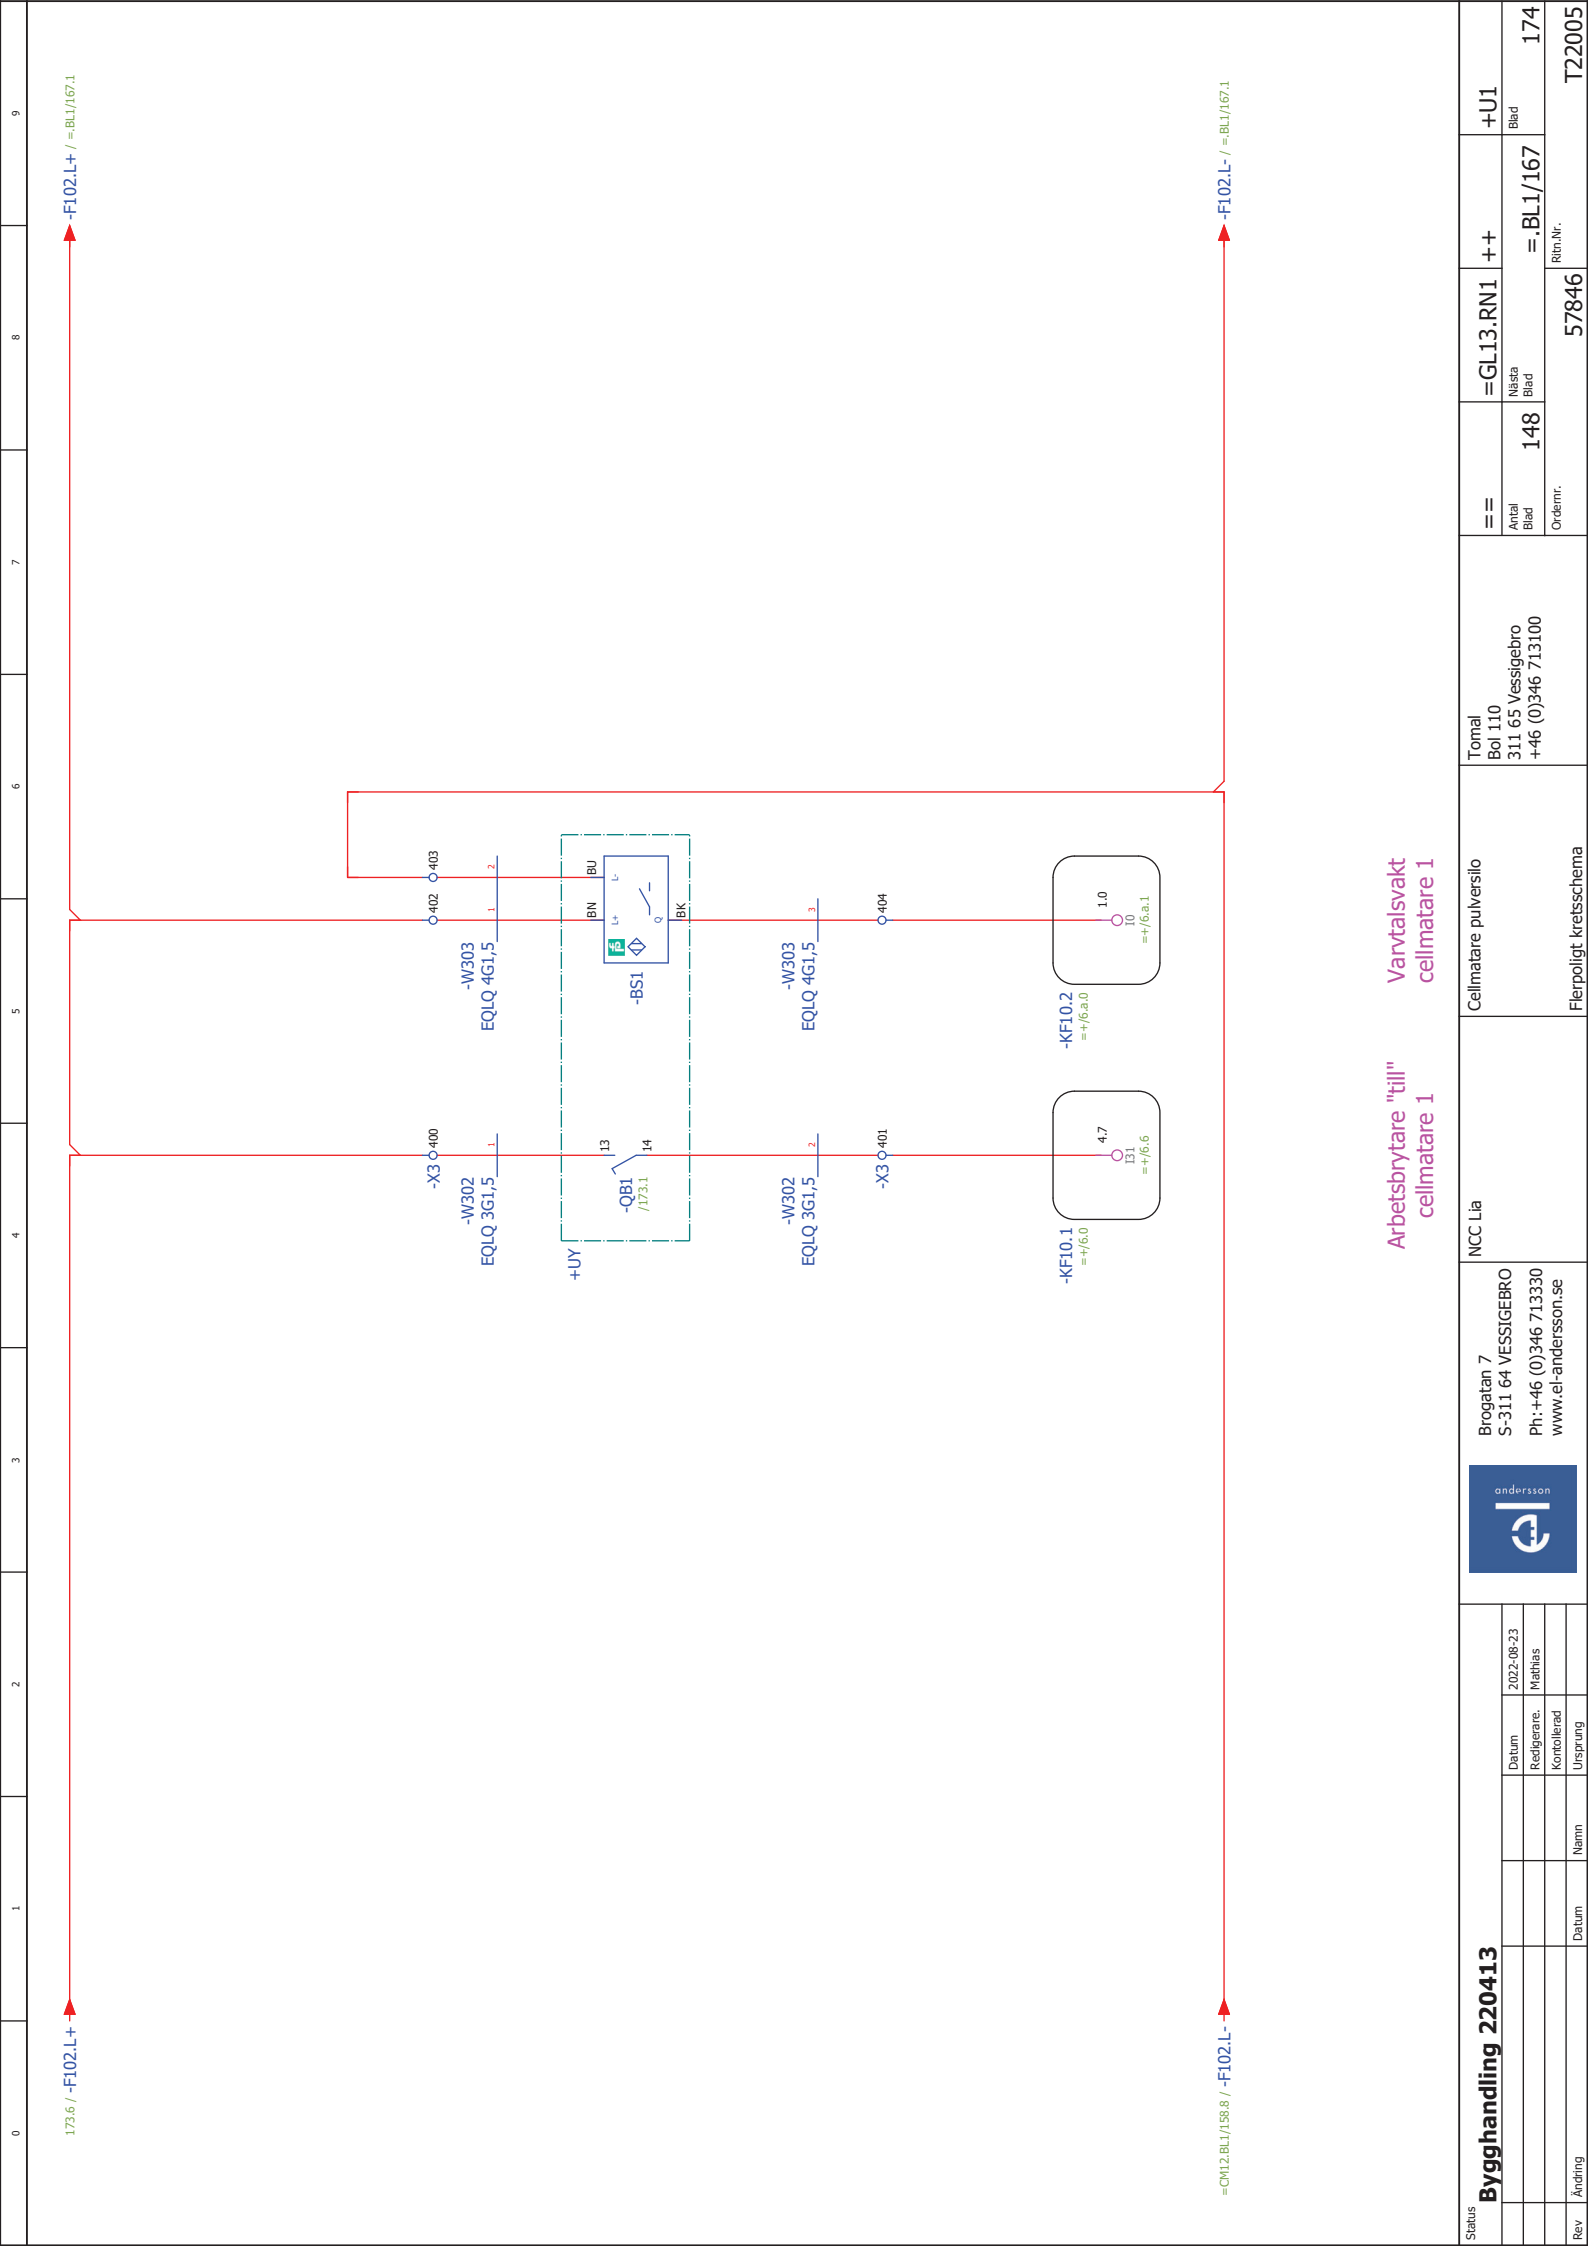 0 1 2 3 4 5 6 7 8 9
173.6 / -F102.L+
-F102.L+ / =.BL1/167.1
-X3 400
402
403
-W302
EQLQ 3G1,5
1
-W303
EQLQ 4G1,5
1
2
+UY
-QB1
/173.1
13
14
-BS1
BN
BU
L+
L-
Q
BK
-W302
EQLQ 3G1,5
2
-W303
EQLQ 4G1,5
3
-X3 401
404
-KF10.1
=+/6.0
4.7
I31
=+/6.6
-KF10.2
=+/6.a.0
1.0
I0
=+/6.a.1
=CM12.BL1/158.8 / -F102.L-
-F102.L- / =.BL1/167.1
Arbetsbrytare "till"
cellmatare 1
Varvtalsvakt
cellmatare 1
Status
Bygghandling 220413
Datum 2022-08-23
Redigerare. Mathias
Kontollerad
Rev Ändring Datum Namn Ursprung
el andersson
Brogatan 7
S-311 64 VESSIGEBRO
Ph:+46 (0)346 713330
www.el-andersson.se
NCC Lia
Cellmatare pulversilo
Flerpoligt kretsschema
Tomal
Bol 110
311 65 Vessigebro
+46 (0)346 713100
== =GL13.RN1 ++ +U1
Antal
Blad 148
Nästa
Blad =.BL1/167
Blad 174
Ordernr. 57846
Ritn.Nr. T22005